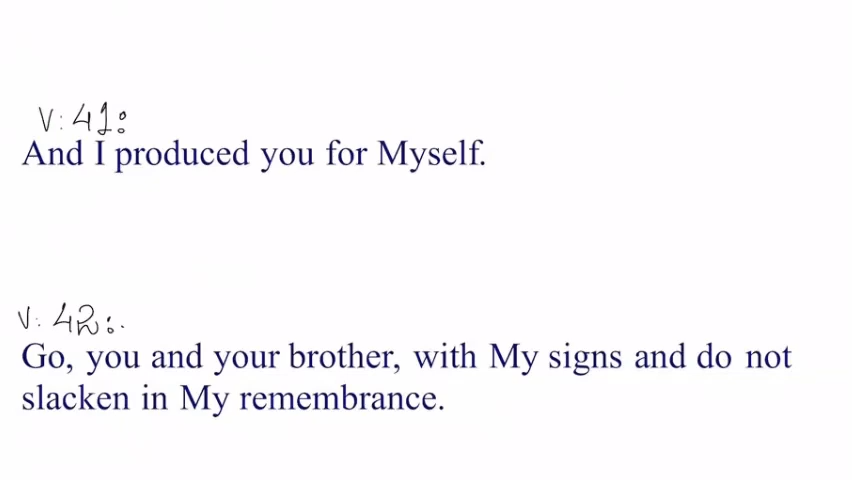 V: 41:
And I produced you for Myself.
V: 42:.
Go, you and your brother, with My signs and do not
slacken in My remembrance.